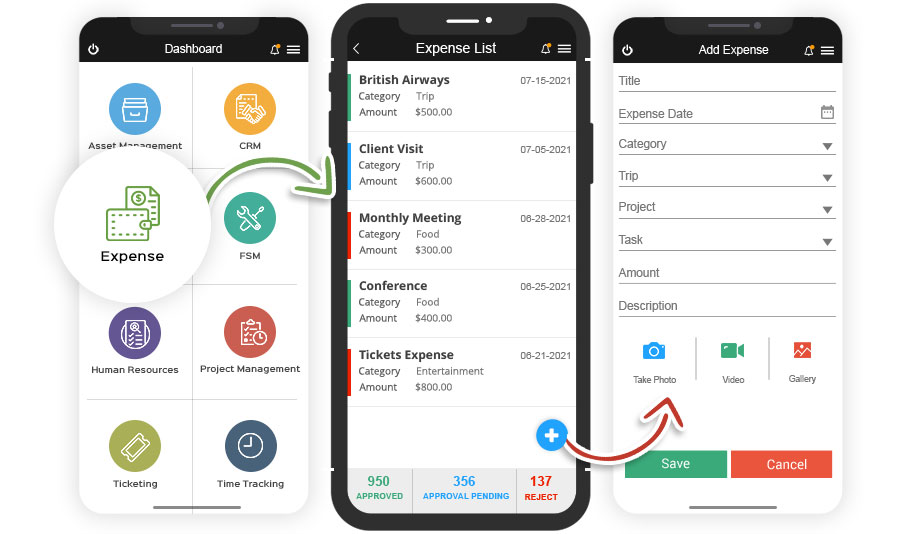 Dashboard
Asset Management
CRM
$
Expense
FSM
Human Resources
Project Management
Ticketing
Time Tracking
Expense List
British Airways 07-15-2021
Category Trip
Amount $500.00
Client Visit 07-05-2021
Category Trip
Amount $600.00
Monthly Meeting 06-28-2021
Category Food
Amount $300.00
Conference 06-25-2021
Category Food
Amount $400.00
Tickets Expense 06-21-2021
Category Entertainment
Amount $800.00
950 356 137
APPROVED APPROVAL PENDING REJECT
Add Expense
Title
Expense Date
Category
Trip
Project
Task
Amount
Description
Take Photo Video Gallery
Save Cancel